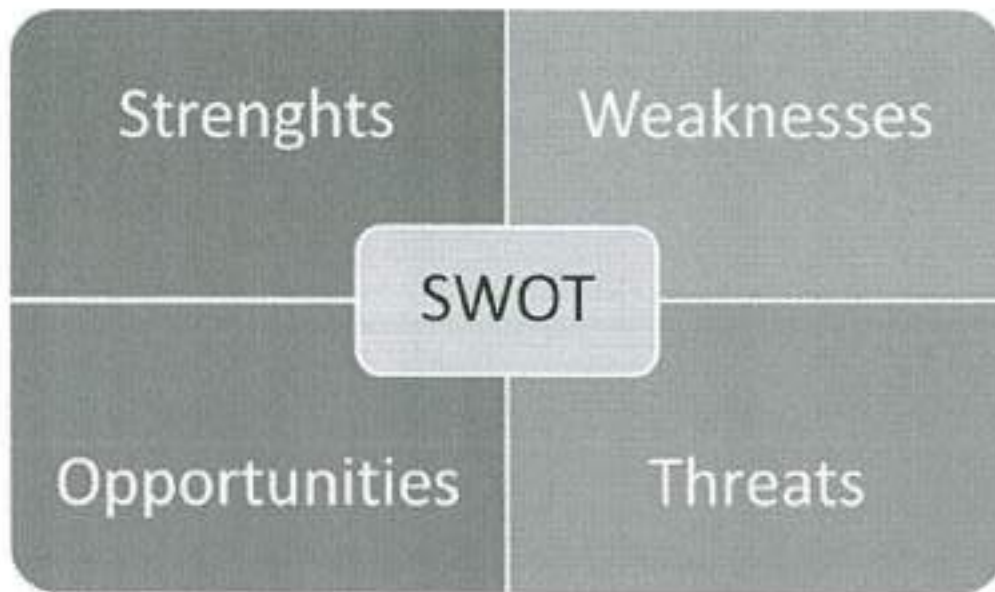 Strenghts
Weaknesses
SWOT
Opportunities
Threats